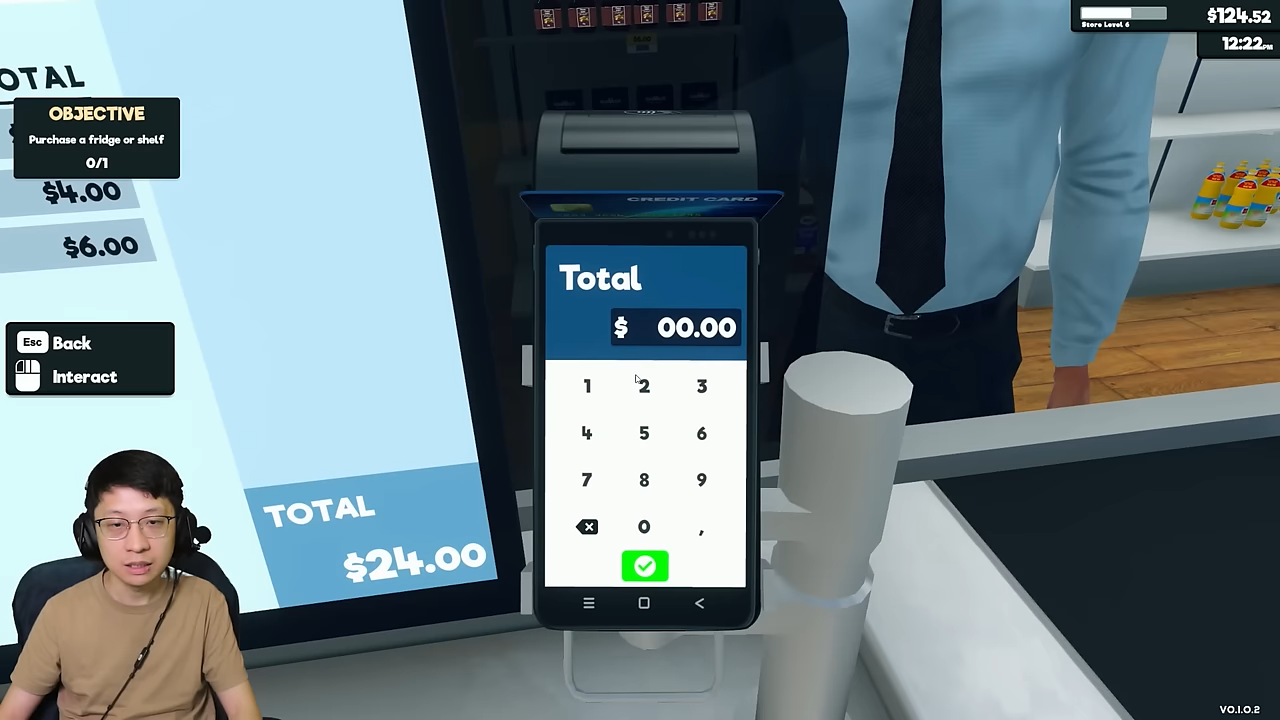 OTAL
OBJECTIVE
Purchase a fridge or shelf
0/1
$4.00
$6.00
Esc Back
Interact
TOTAL
$24.00
CREDIT CARD
Total
$ 00.00
1 2 3
4 5 6
7 8 9
0 ,
Store Level 6
$124.52
12:22PM
V0.1.0.2